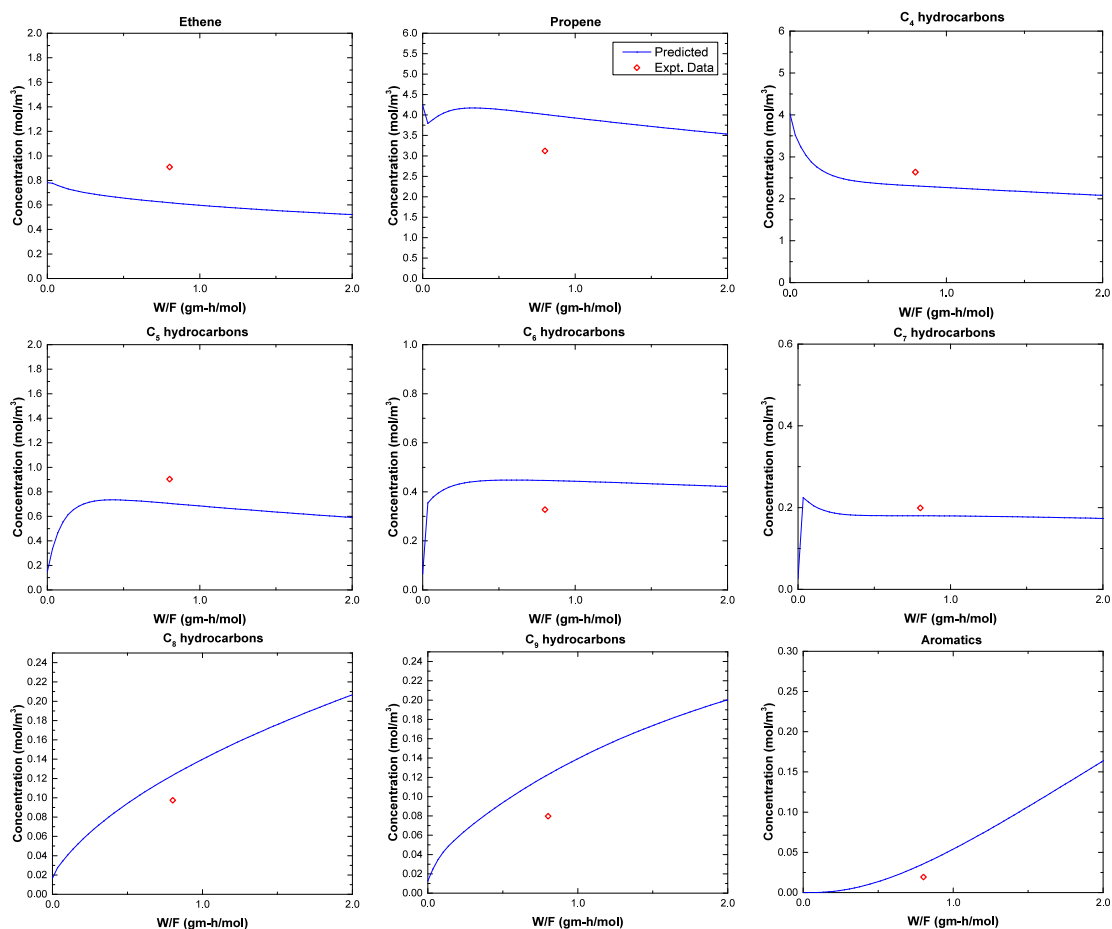 Ethene
Concentration (mol/m³)
2.0
1.8
1.6
1.4
1.2
1.0
0.8
0.6
0.4
0.2
0.0
0.0 1.0 2.0
W/F (gm-h/mol)
Propene
Concentration (mol/m³)
6.0
5.5
5.0
4.5
4.0
3.5
3.0
2.5
2.0
1.5
1.0
0.5
0.0
Predicted
Expt. Data
0.0 1.0 2.0
W/F (gm-h/mol)
C₄ hydrocarbons
Concentration (mol/m³)
6
5
4
3
2
1
0
0.0 1.0 2.0
W/F (gm-h/mol)
C₅ hydrocarbons
Concentration (mol/m³)
2.0
1.8
1.6
1.4
1.2
1.0
0.8
0.6
0.4
0.2
0.0
0.0 1.0 2.0
W/F (gm-h/mol)
C₆ hydrocarbons
Concentration (mol/m³)
1.0
0.8
0.6
0.4
0.2
0.0
0.0 1.0 2.0
W/F (gm-h/mol)
C₇ hydrocarbons
Concentration (mol/m³)
0.6
0.4
0.2
0.0
0.0 1.0 2.0
W/F (gm-h/mol)
C₈ hydrocarbons
Concentration (mol/m³)
0.24
0.22
0.20
0.18
0.16
0.14
0.12
0.10
0.08
0.06
0.04
0.02
0.00
0.0 1.0 2.0
W/F (gm-h/mol)
C₉ hydrocarbons
Concentration (mol/m³)
0.24
0.22
0.20
0.18
0.16
0.14
0.12
0.10
0.08
0.06
0.04
0.02
0.00
0.0 1.0 2.0
W/F (gm-h/mol)
Aromatics
Concentration (mol/m³)
0.30
0.25
0.20
0.15
0.10
0.05
0.00
0.0 1.0 2.0
W/F (gm-h/mol)